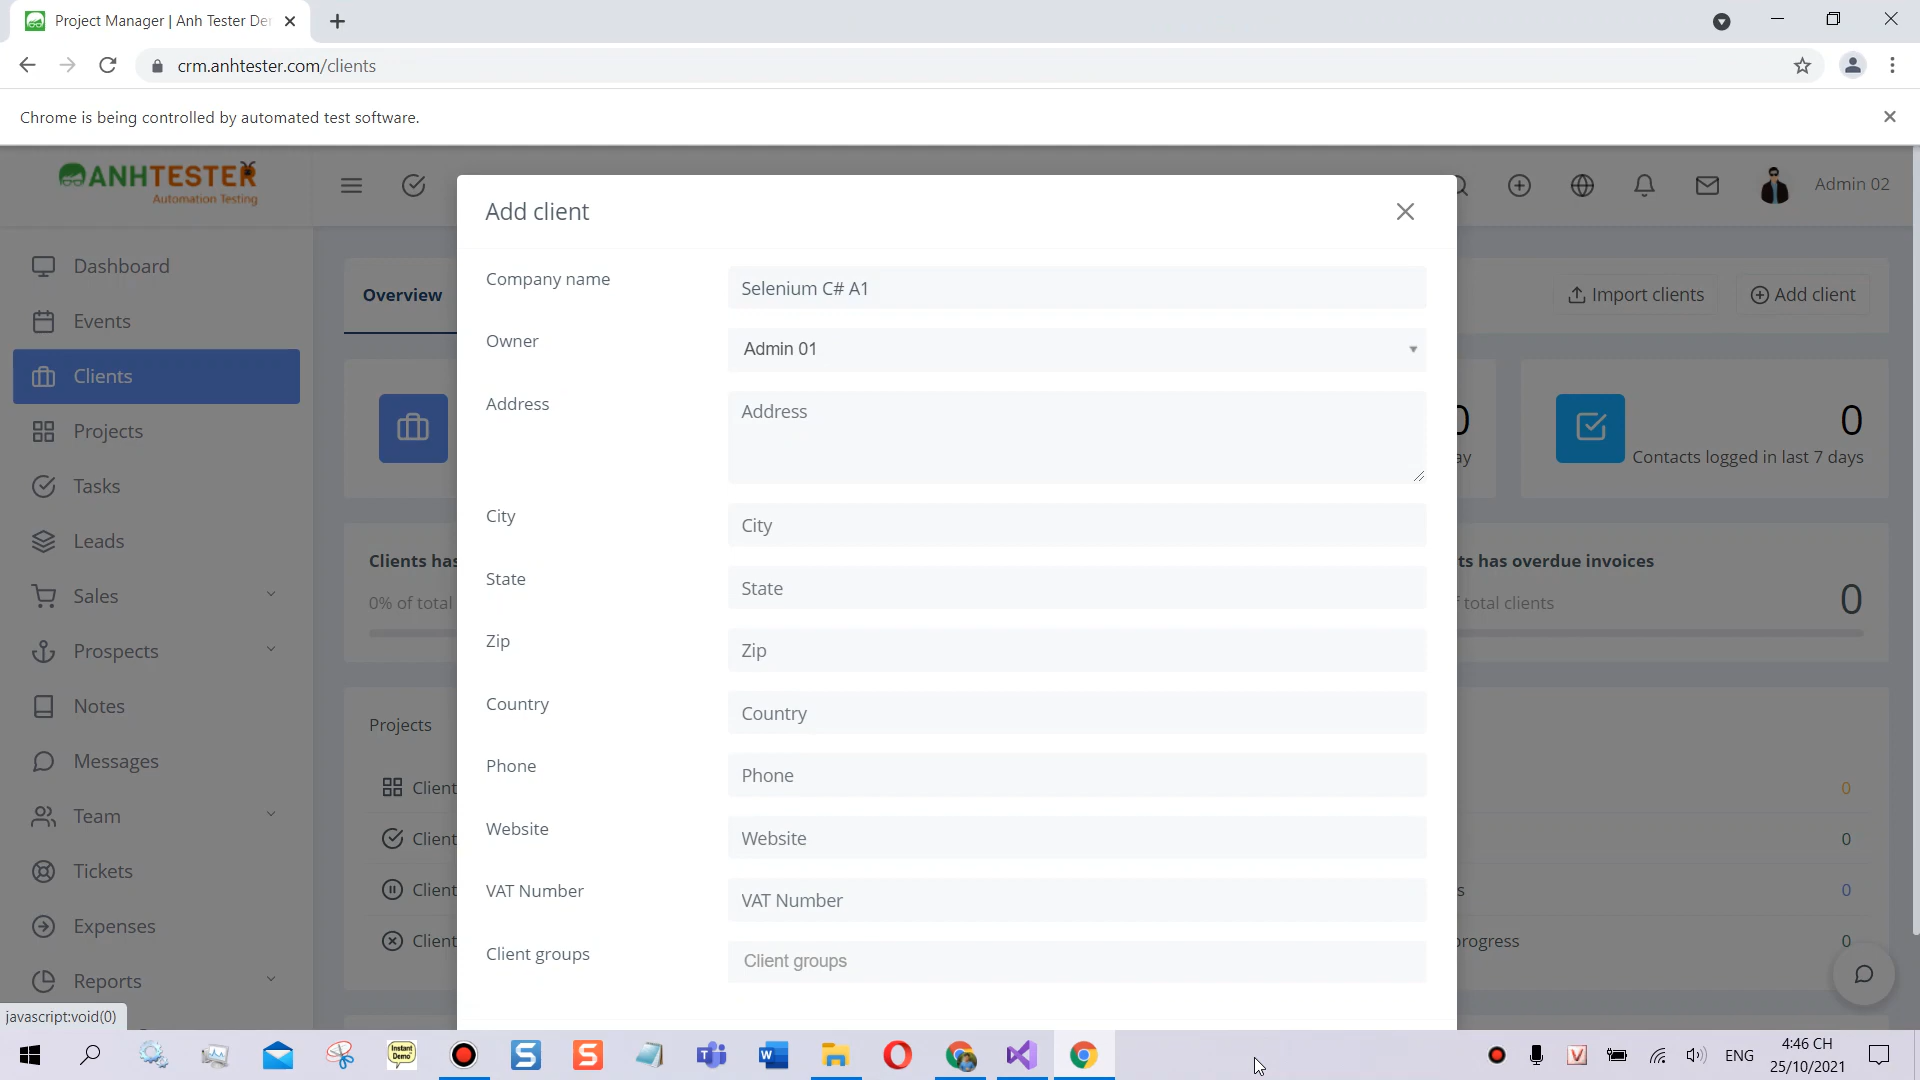 Project Manager | Anh Tester De
crm.anhtester.com/clients
Chrome is being controlled by automated test software.
ANHTESTER
Automation Testing
Admin 02
Add client
Dashboard
Events
Clients
Projects
Tasks
Leads
Sales
Prospects
Notes
Messages
Team
Tickets
Expenses
Reports
Overview
Import clients
Add client
Company name
Selenium C# A1
Owner
Admin 01
Address
Address
City
City
State
State
Zip
Zip
Country
Country
Phone
Phone
Website
Website
VAT Number
VAT Number
Client groups
Client groups
0
ay
0
Contacts logged in last 7 days
Clients has
0% of total
ts has overdue invoices
total clients
0
Projects
Client
Client
Client
Client
0
0
s
0
progress
0
javascript:void(0)
Instant
Demo
ENG
4:46 CH
25/10/2021